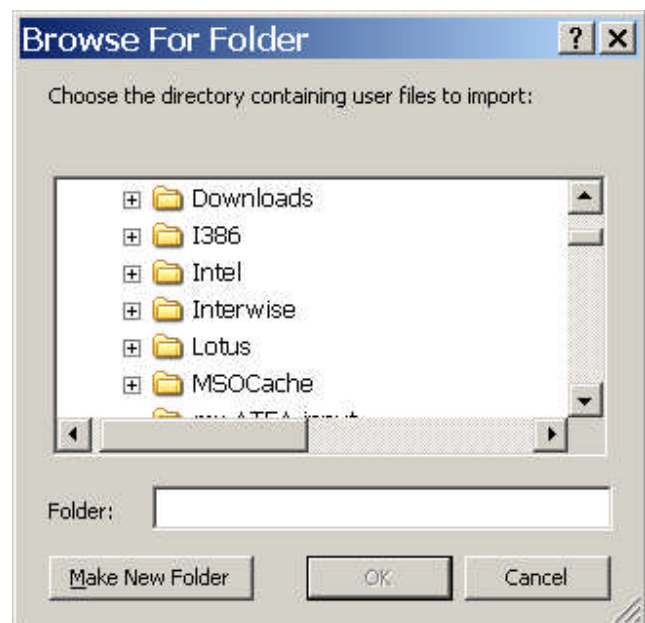 Browse For Folder
Choose the directory containing user files to import:
Downloads
I386
Intel
Interwise
Lotus
MSOCache
Folder:
Make New Folder OK Cancel